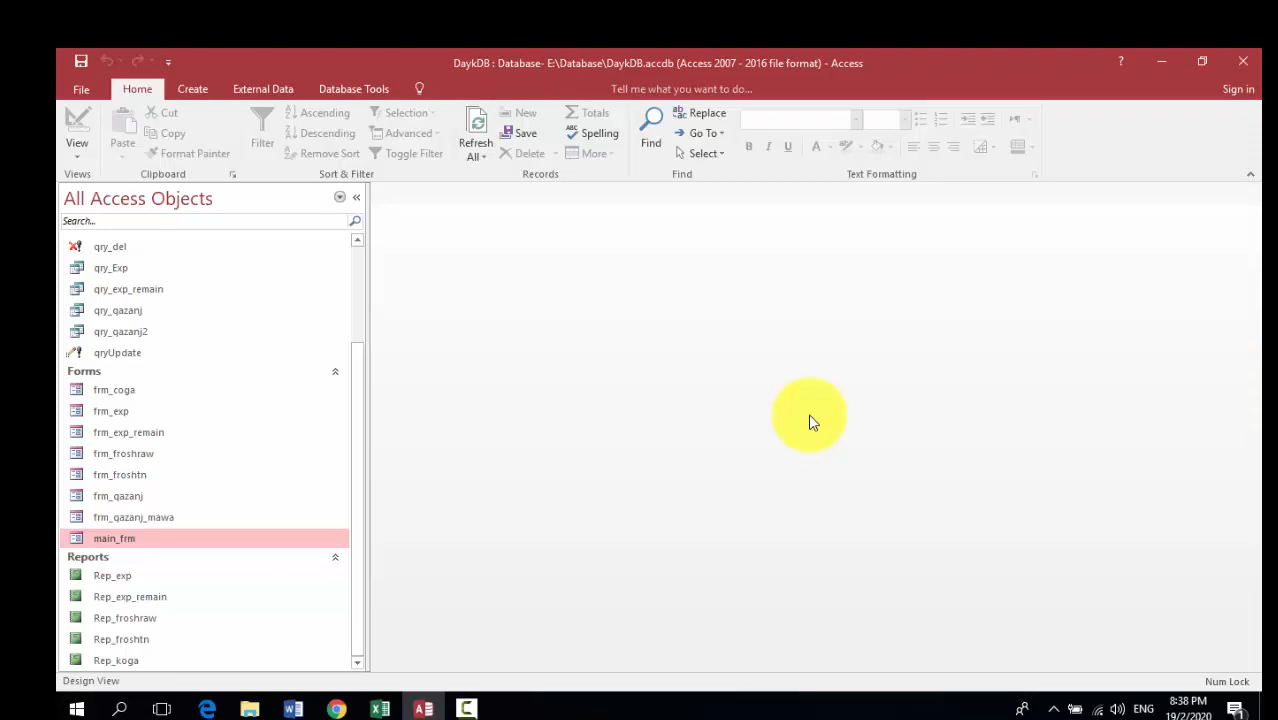 DaykDB : Database- E:\Database\DaykDB.accdb (Access 2007 - 2016 file format) - Access
?
File Home Create External Data Database Tools Tell me what you want to do... Sign in
View
Views
Paste
Cut
Copy
Format Painter
Clipboard
Filter
Ascending
Descending
Remove Sort
Selection
Advanced
Toggle Filter
Sort & Filter
Refresh
All
New
Save
Delete
Totals
Spelling
More
Records
Find
Replace
Go To
Select
Find
B I U A
Text Formatting
All Access Objects
Search...
qry_del
qry_Exp
qry_exp_remain
qry_qazanj
qry_qazanj2
qryUpdate
Forms
frm_coga
frm_exp
frm_exp_remain
frm_froshraw
frm_froshtn
frm_qazanj
frm_qazanj_mawa
main_frm
Reports
Rep_exp
Rep_exp_remain
Rep_froshraw
Rep_froshtn
Rep_koga
Design View
Num Lock
ENG
8:38 PM
19/2/2020